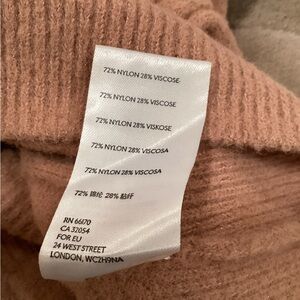 72% NYLON 28% VISCOSE
72% NYLON 28% VISCOSE
72% NYLON 28% VISKOSE
72% NYLON 28% VISCOSA
72% NYLON 28% VISCOSA
72% 锦纶 28% 粘纤
RN 66170
CA 32054
FOR EU
24 WEST STREET
LONDON, WC2H9NA